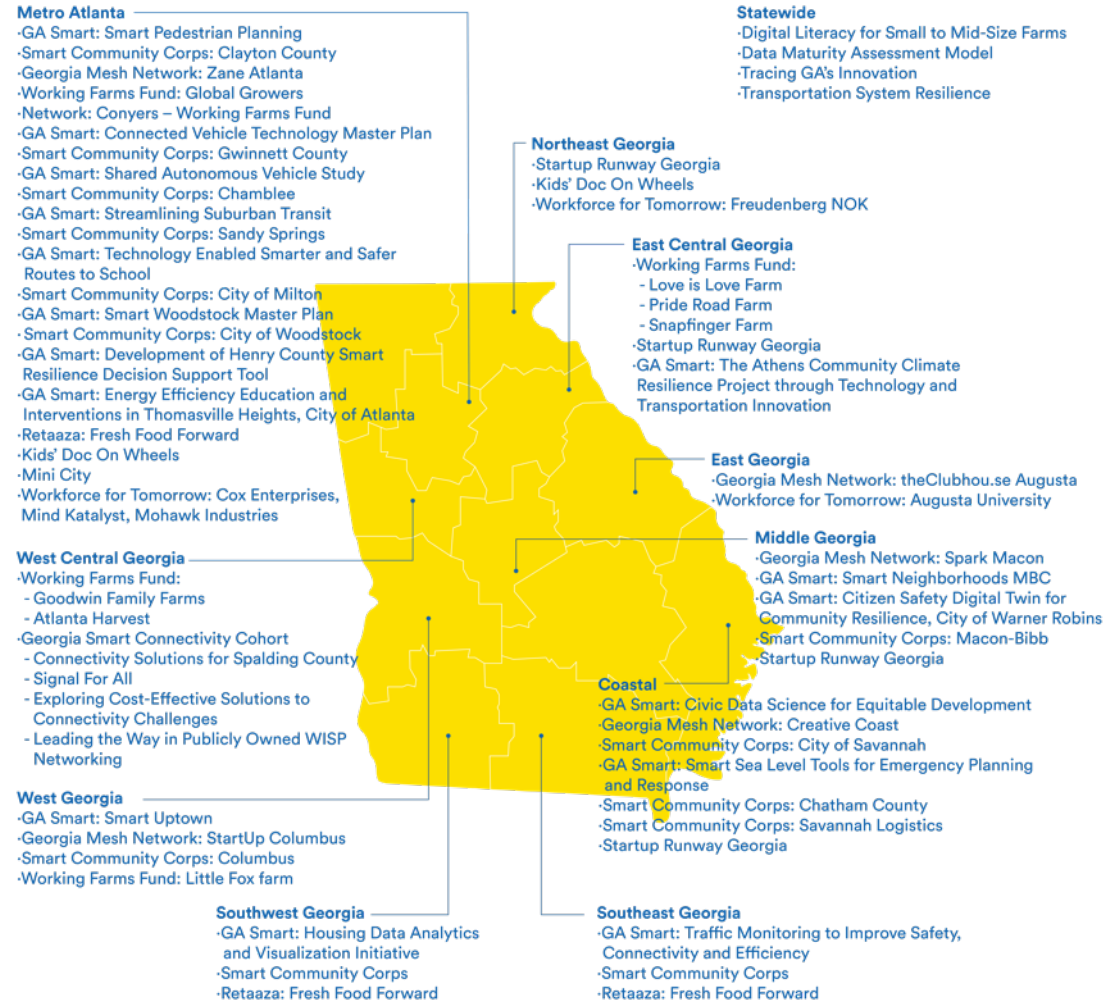 Metro Atlanta
·GA Smart: Smart Pedestrian Planning
·Smart Community Corps: Clayton County
·Georgia Mesh Network: Zane Atlanta
·Working Farms Fund: Global Growers
·Network: Conyers – Working Farms Fund
·GA Smart: Connected Vehicle Technology Master Plan
·Smart Community Corps: Gwinnett County
·GA Smart: Shared Autonomous Vehicle Study
·Smart Community Corps: Chamblee
·GA Smart: Streamlining Suburban Transit
·Smart Community Corps: Sandy Springs
·GA Smart: Technology Enabled Smarter and Safer
Routes to School
·Smart Community Corps: City of Milton
·GA Smart: Smart Woodstock Master Plan
·Smart Community Corps: City of Woodstock
·GA Smart: Development of Henry County Smart
Resilience Decision Support Tool
·GA Smart: Energy Efficiency Education and
Interventions in Thomasville Heights, City of Atlanta
·Retaaza: Fresh Food Forward
·Kids' Doc On Wheels
·Mini City
·Workforce for Tomorrow: Cox Enterprises,
Mind Katalyst, Mohawk Industries
Statewide
·Digital Literacy for Small to Mid-Size Farms
·Data Maturity Assessment Model
·Tracing GA's Innovation
·Transportation System Resilience
Northeast Georgia
·Startup Runway Georgia
·Kids' Doc On Wheels
·Workforce for Tomorrow: Freudenberg NOK
East Central Georgia
·Working Farms Fund:
- Love is Love Farm
- Pride Road Farm
- Snapfinger Farm
·Startup Runway Georgia
·GA Smart: The Athens Community Climate
Resilience Project through Technology and
Transportation Innovation
East Georgia
·Georgia Mesh Network: theClubhou.se Augusta
·Workforce for Tomorrow: Augusta University
Middle Georgia
·Georgia Mesh Network: Spark Macon
·GA Smart: Smart Neighborhoods MBC
·GA Smart: Citizen Safety Digital Twin for
Community Resilience, City of Warner Robins
·Smart Community Corps: Macon-Bibb
·Startup Runway Georgia
West Central Georgia
·Working Farms Fund:
- Goodwin Family Farms
- Atlanta Harvest
·Georgia Smart Connectivity Cohort
- Connectivity Solutions for Spalding County
- Signal For All
- Exploring Cost-Effective Solutions to
Connectivity Challenges
- Leading the Way in Publicly Owned WISP
Networking
Coastal
·GA Smart: Civic Data Science for Equitable Development
·Georgia Mesh Network: Creative Coast
·Smart Community Corps: City of Savannah
·GA Smart: Smart Sea Level Tools for Emergency Planning
and Response
·Smart Community Corps: Chatham County
·Smart Community Corps: Savannah Logistics
·Startup Runway Georgia
West Georgia
·GA Smart: Smart Uptown
·Georgia Mesh Network: StartUp Columbus
·Smart Community Corps: Columbus
·Working Farms Fund: Little Fox farm
Southwest Georgia
·GA Smart: Housing Data Analytics
and Visualization Initiative
·Smart Community Corps
·Retaaza: Fresh Food Forward
Southeast Georgia
·GA Smart: Traffic Monitoring to Improve Safety,
Connectivity and Efficiency
·Smart Community Corps
·Retaaza: Fresh Food Forward